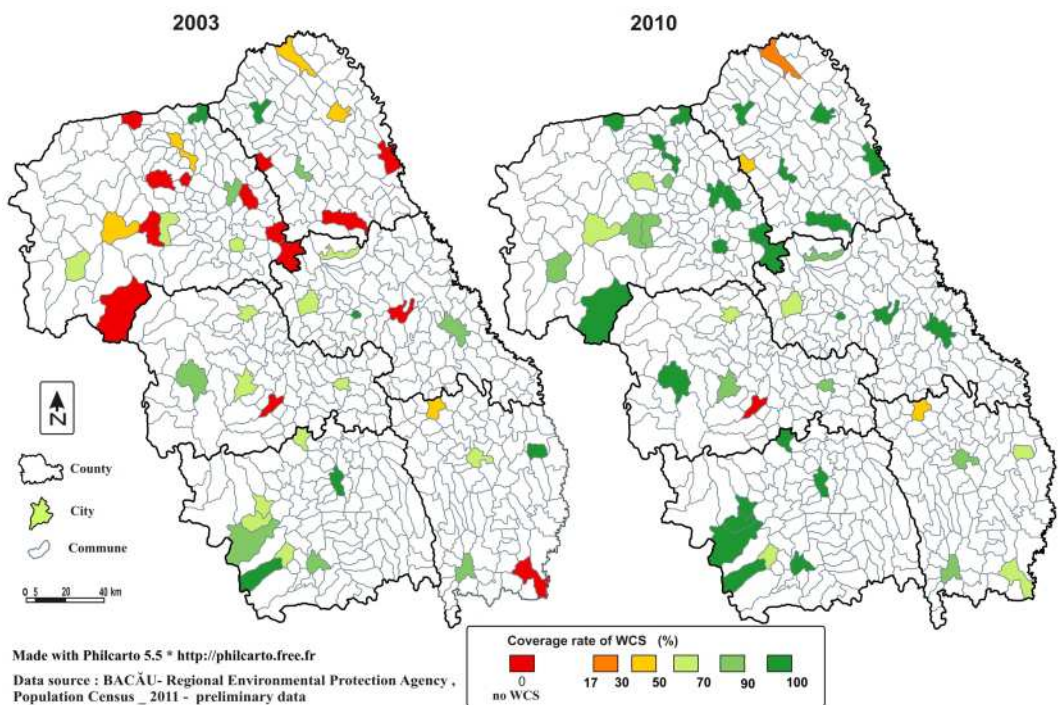 2003
2010
N
County
City
Commune
0 5 20 40 km
Made with Philcarto 5.5 * http://philcarto.free.fr
Data source : BACĂU- Regional Environmental Protection Agency ,
Population Census _ 2011 - preliminary data
Coverage rate of WCS (%)
0 17 30 50 70 90 100
no WCS